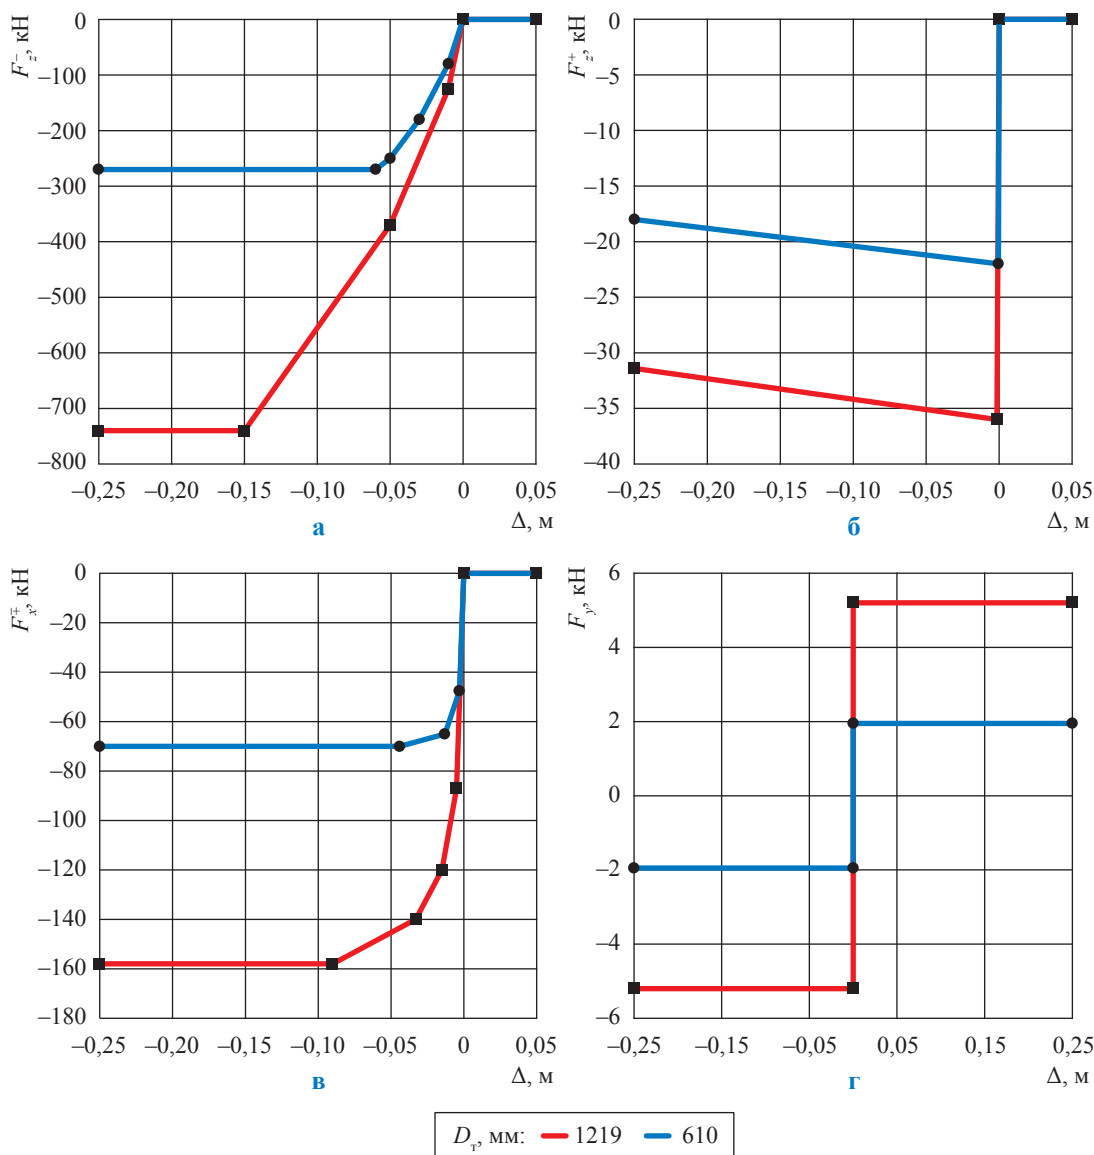 F_z^–, кН
0
–100
–200
–300
–400
–500
–600
–700
–800
–0,25 –0,20 –0,15 –0,10 –0,05 0 0,05
Δ, м
а
F_z^+, кН
0
–5
–10
–15
–20
–25
–30
–35
–40
–0,25 –0,20 –0,15 –0,10 –0,05 0 0,05
Δ, м
б
F_x^∓, кН
0
–20
–40
–60
–80
–100
–120
–140
–160
–180
–0,25 –0,20 –0,15 –0,10 –0,05 0 0,05
Δ, м
в
F_y, кН
6
4
2
0
–2
–4
–6
–0,25 –0,15 –0,05 0,05 0,15 0,25
Δ, м
г
D_т, мм: 1219 610